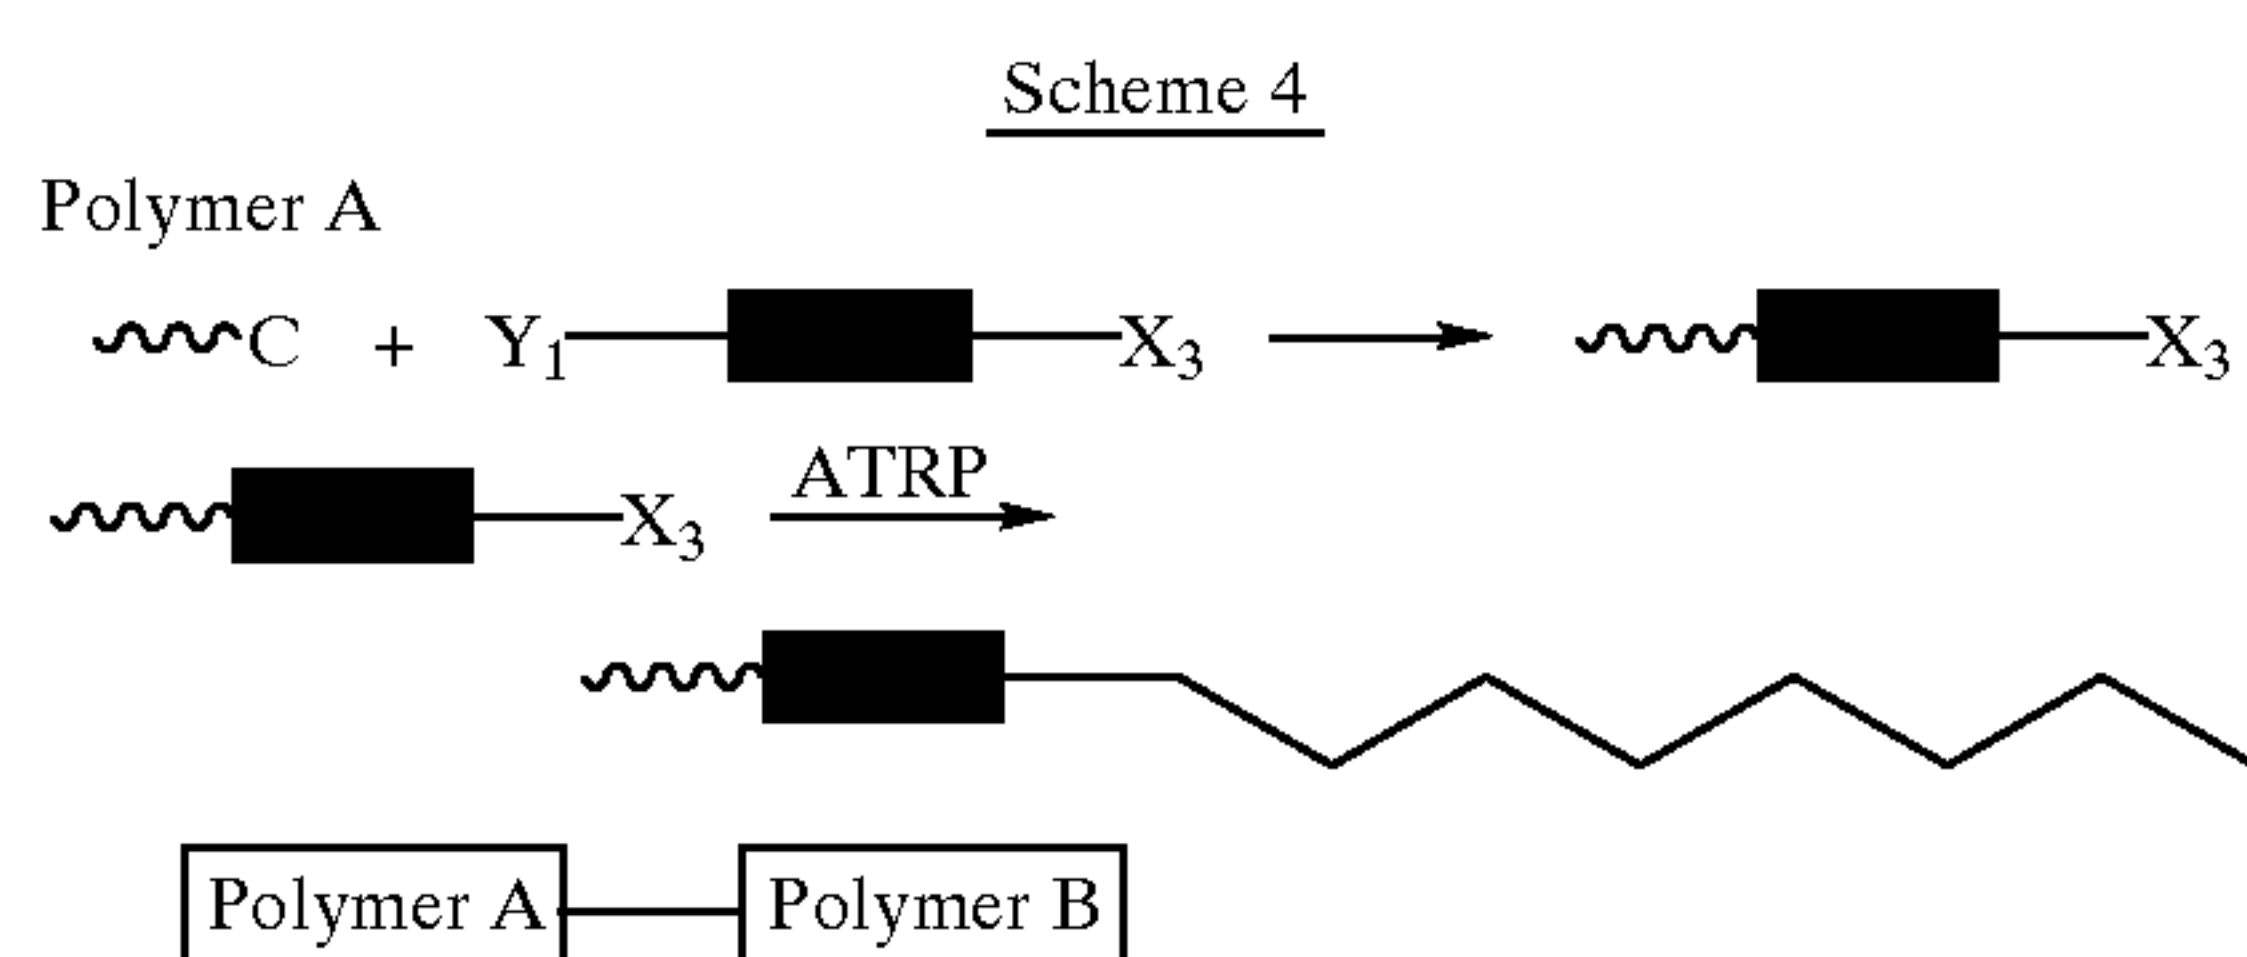 Scheme 4
Polymer A
C + Y1 X3 X3
X3 ATRP
Polymer A Polymer B